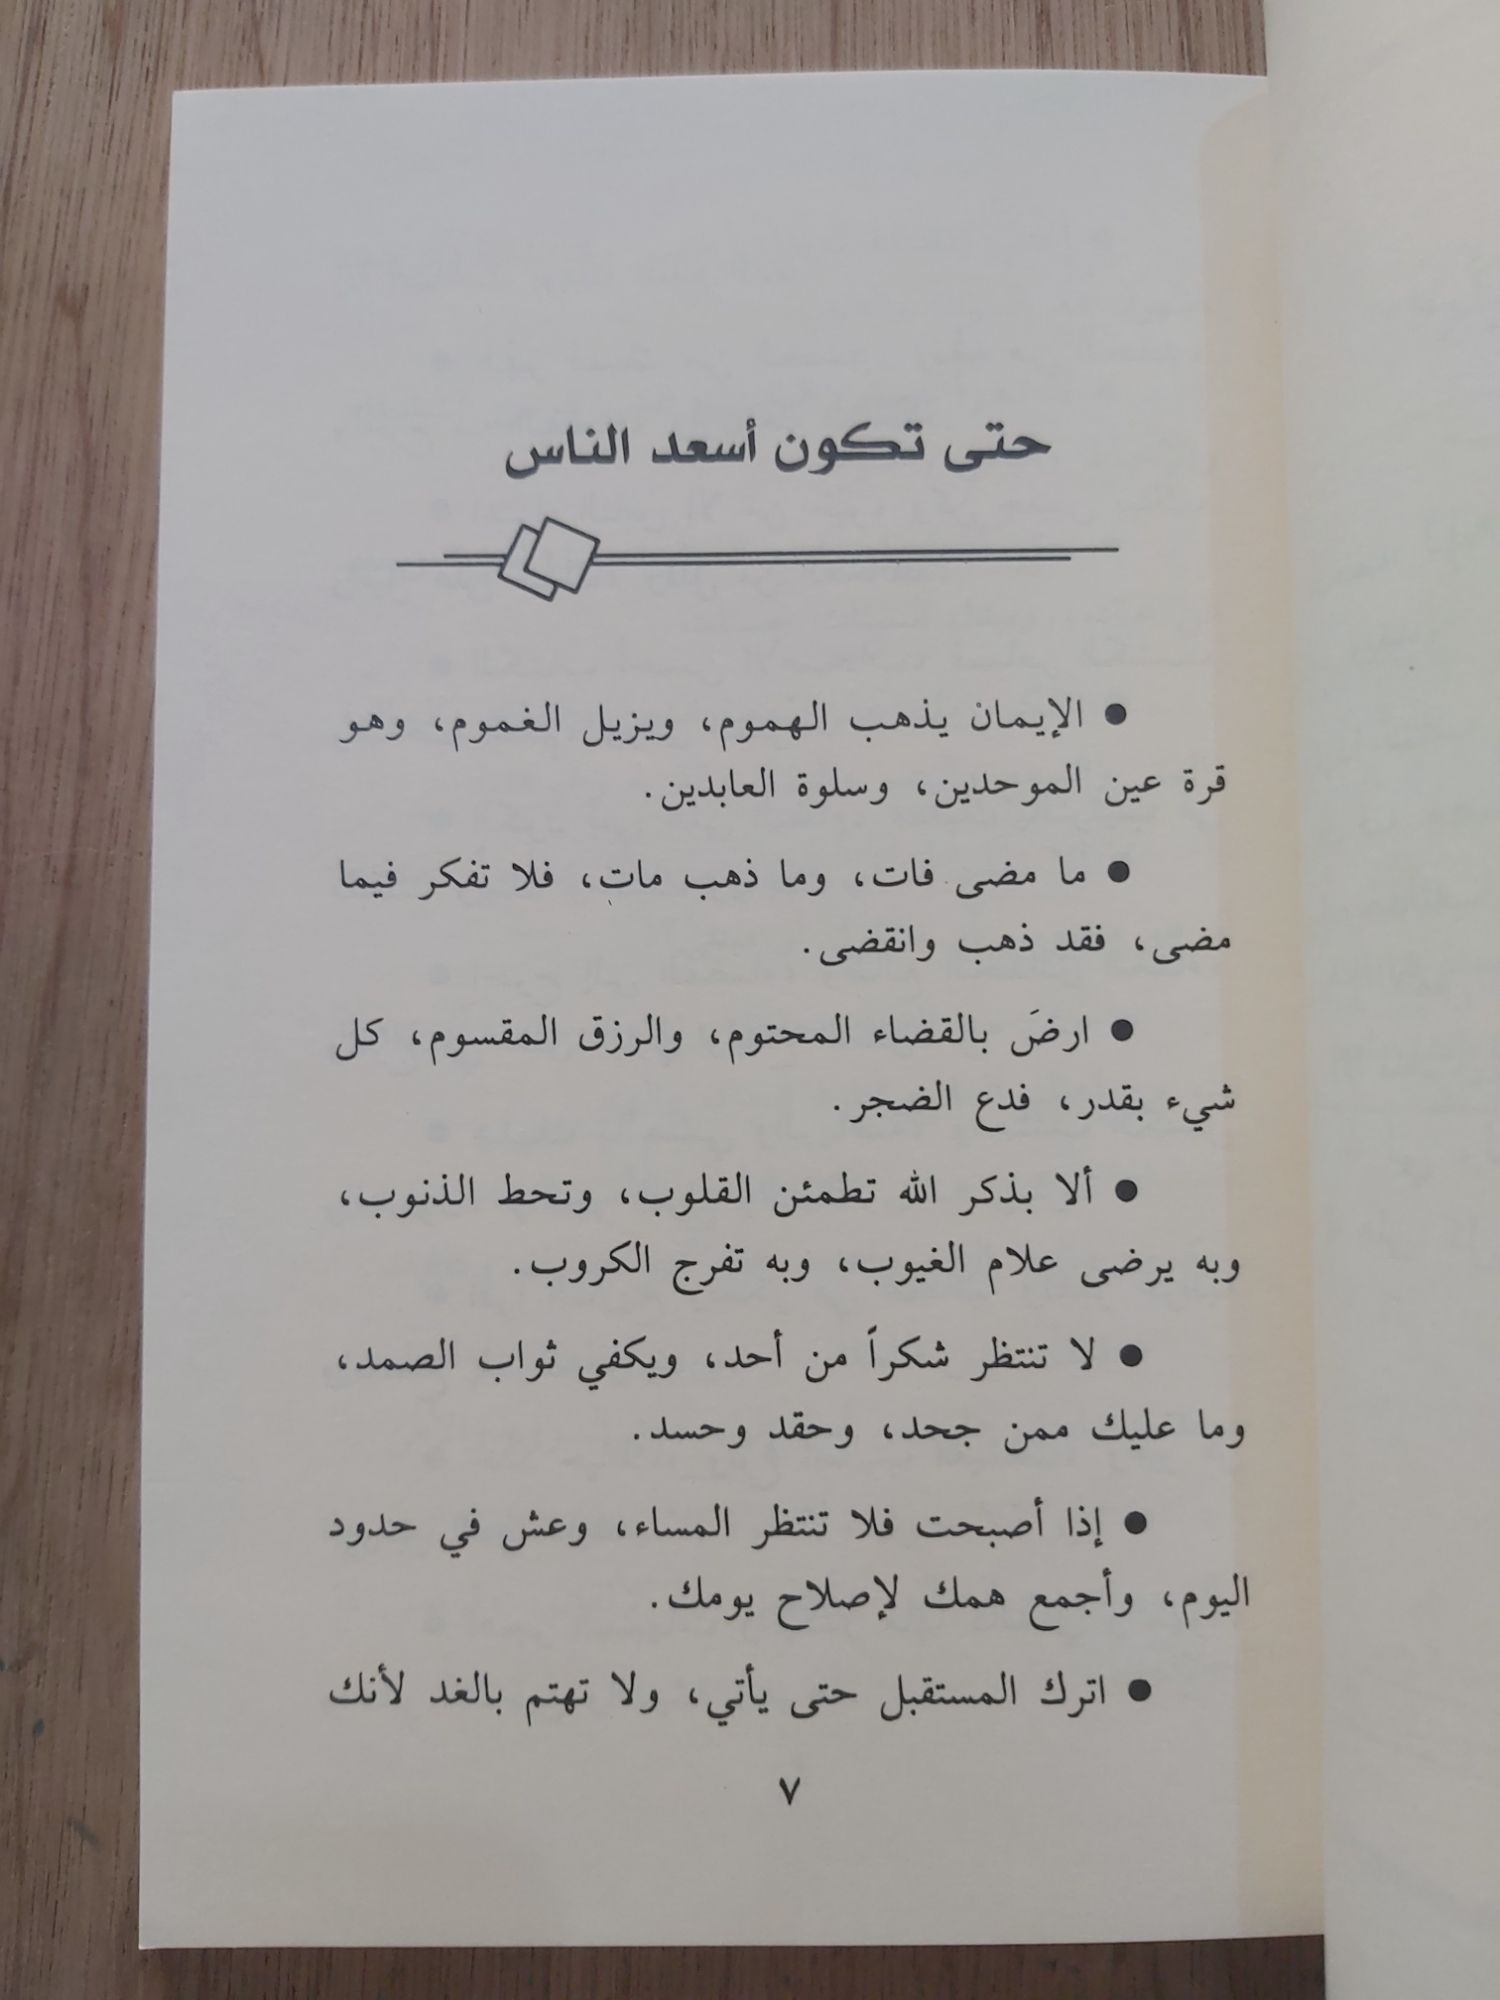 حتى تكون أسعد الناس
● الإيمان يذهب الهموم، ويزيل الغموم، وهو
قرة عين الموحدين، وسلوة العابدين.
● ما مضى فات، وما ذهب مات، فلا تفكر فيما
مضى، فقد ذهب وانقضى.
● ارضَ بالقضاء المحتوم، والرزق المقسوم، كل
شيء بقدر، فدع الضجر.
● ألا بذكر الله تطمئن القلوب، وتحط الذنوب،
وبه يرضى علام الغيوب، وبه تفرج الكروب.
● لا تنتظر شكراً من أحد، ويكفي ثواب الصمد،
وما عليك ممن جحد، وحقد وحسد.
● إذا أصبحت فلا تنتظر المساء، وعش في حدود
اليوم، وأجمع همك لإصلاح يومك.
● اترك المستقبل حتى يأتي، ولا تهتم بالغد لأنك
٧